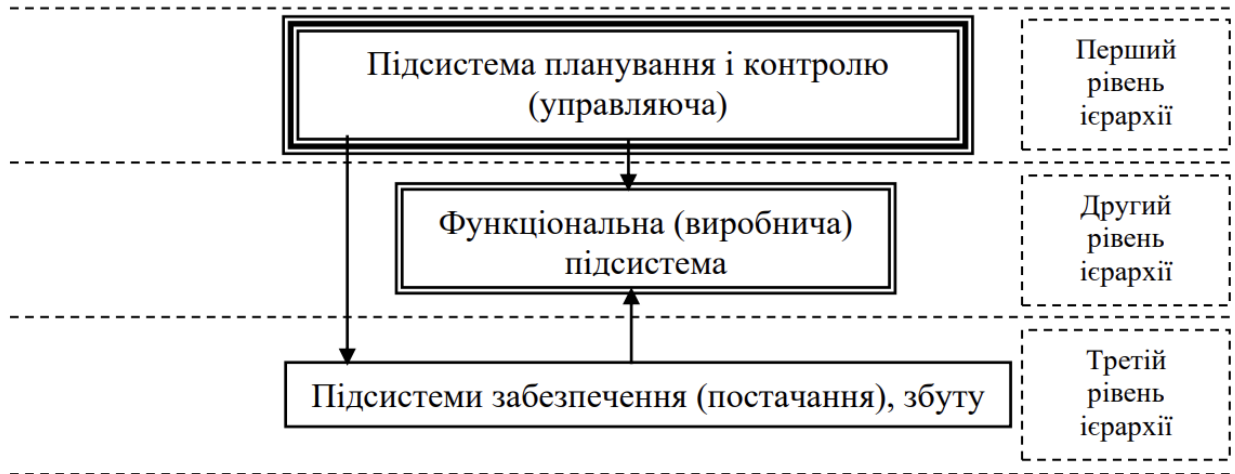 Підсистема планування і контролю
(управляюча)
Перший
рівень
ієрархії
Функціональна (виробнича)
підсистема
Другий
рівень
ієрархії
Підсистеми забезпечення (постачання), збуту
Третій
рівень
ієрархії